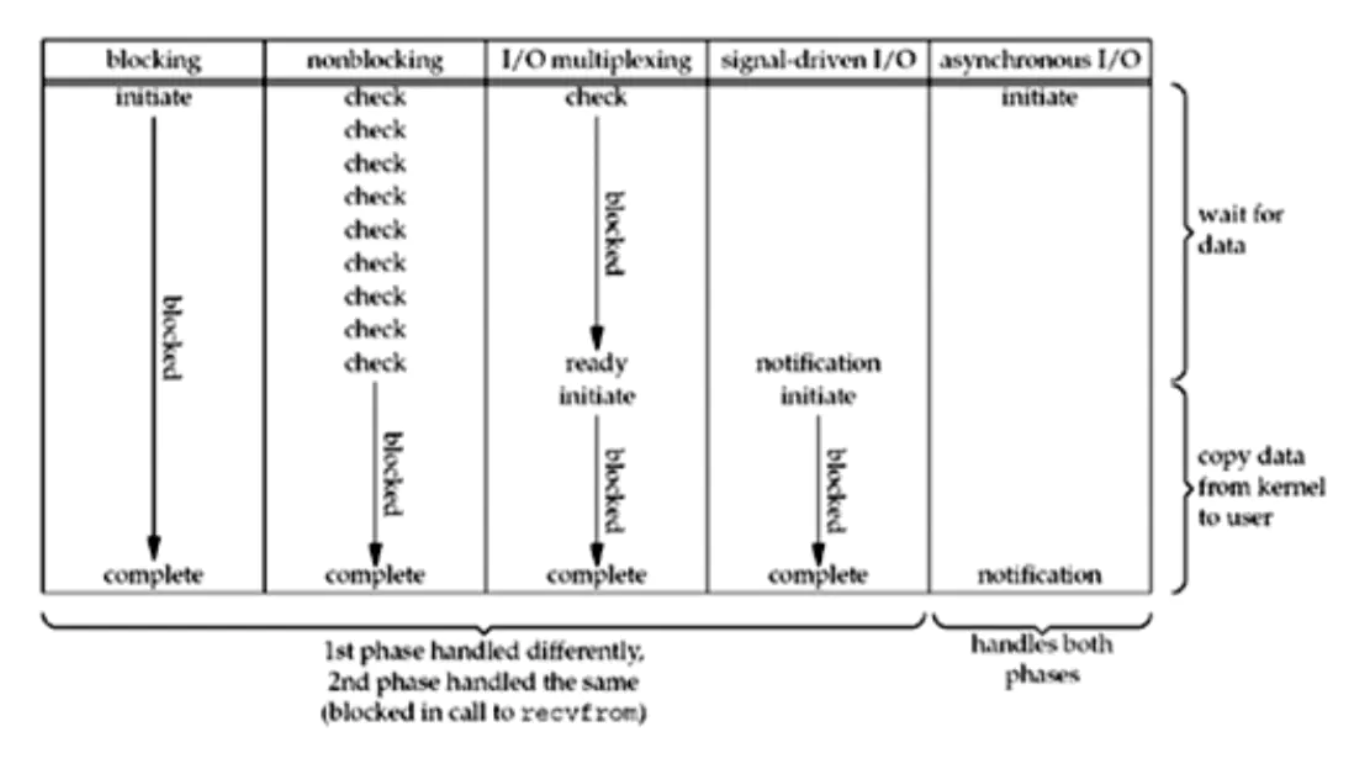 blocking nonblocking I/O multiplexing signal-driven I/O asynchronous I/O
initiate check check initiate
check
check
check
check
check
check
check
check ready notification
initiate initiate
blocked
blocked
blocked
blocked
blocked
complete complete complete complete notification
wait for
data
copy data
from kernel
to user
1st phase handled differently,
2nd phase handled the same
(blocked in call to recvfrom)
handles both
phases